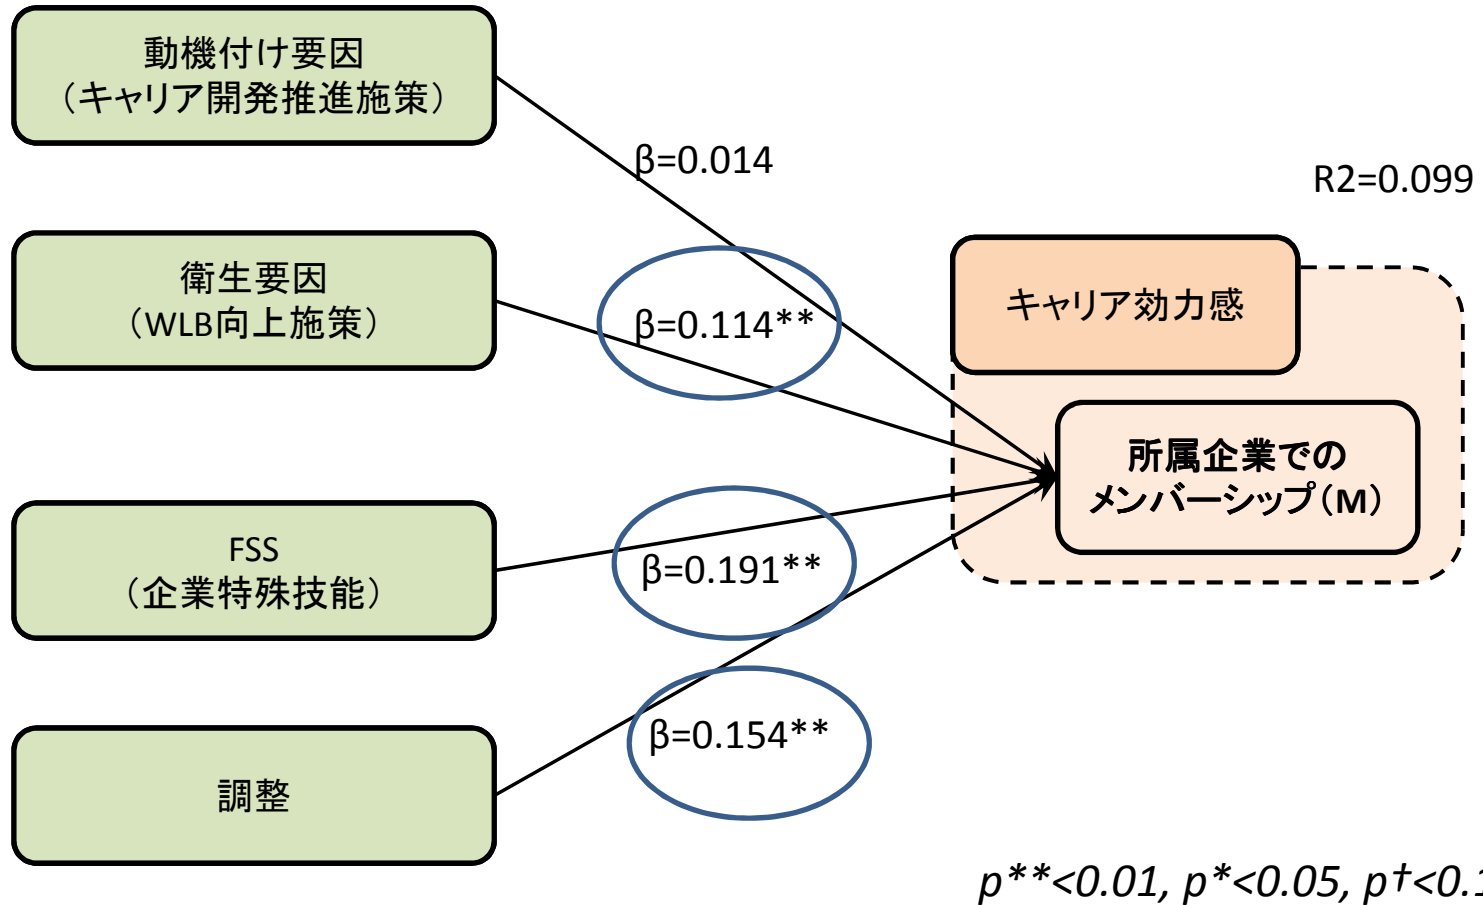 動機付け要因
（キャリア開発推進施策）
β=0.014
R2=0.099
衛生要因
（WLB向上施策）
β=0.114**
キャリア効力感
所属企業での
メンバーシップ（M）
FSS
（企業特殊技能）
β=0.191**
β=0.154**
調整
p**<0.01, p*<0.05, p†<0.1